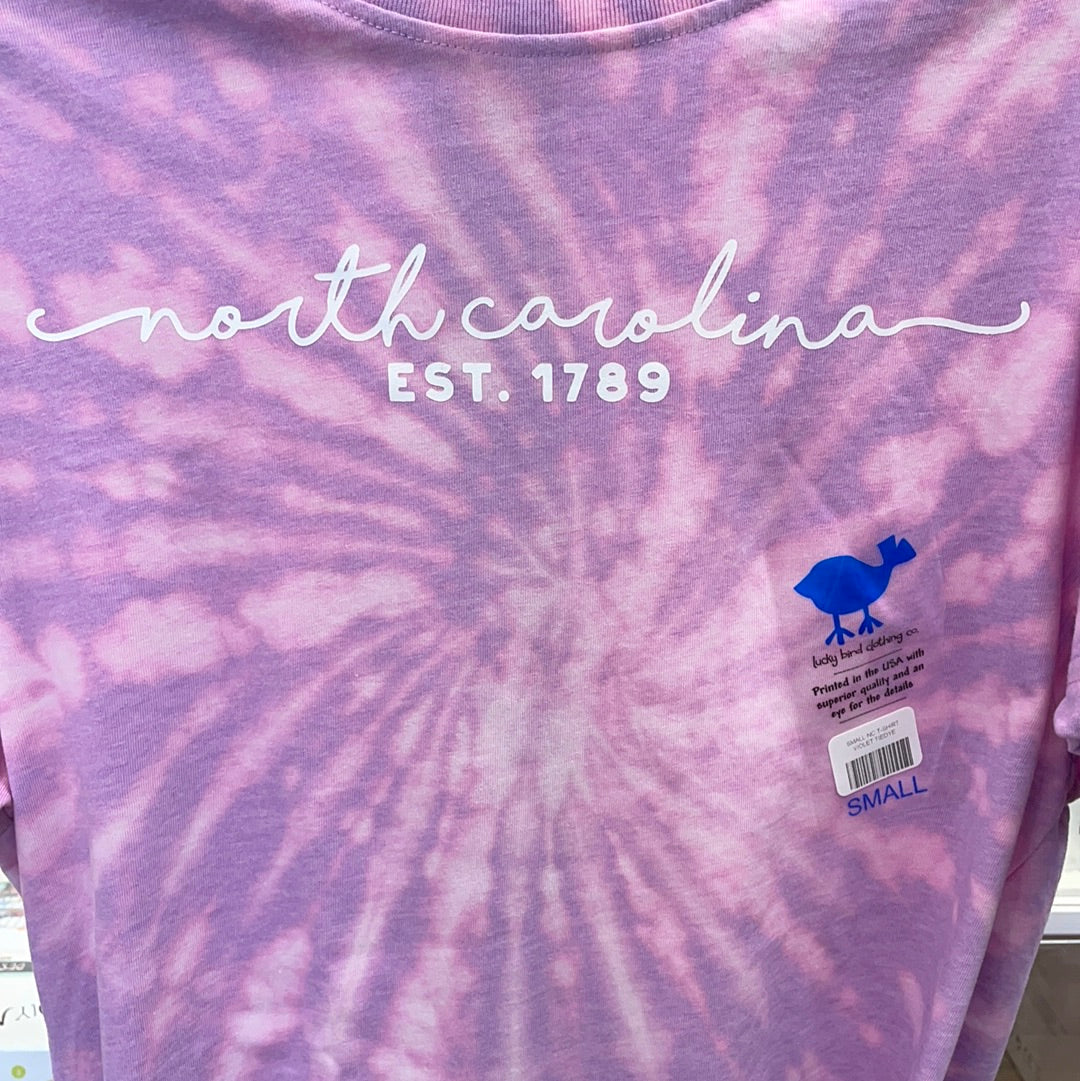 north carolina
EST. 1789
lucky bird clothing co.
Printed in the USA with
superior quality and an
eye for the details
SMALL NC T-SHIRT
VIOLET TIEDYE
SMALL